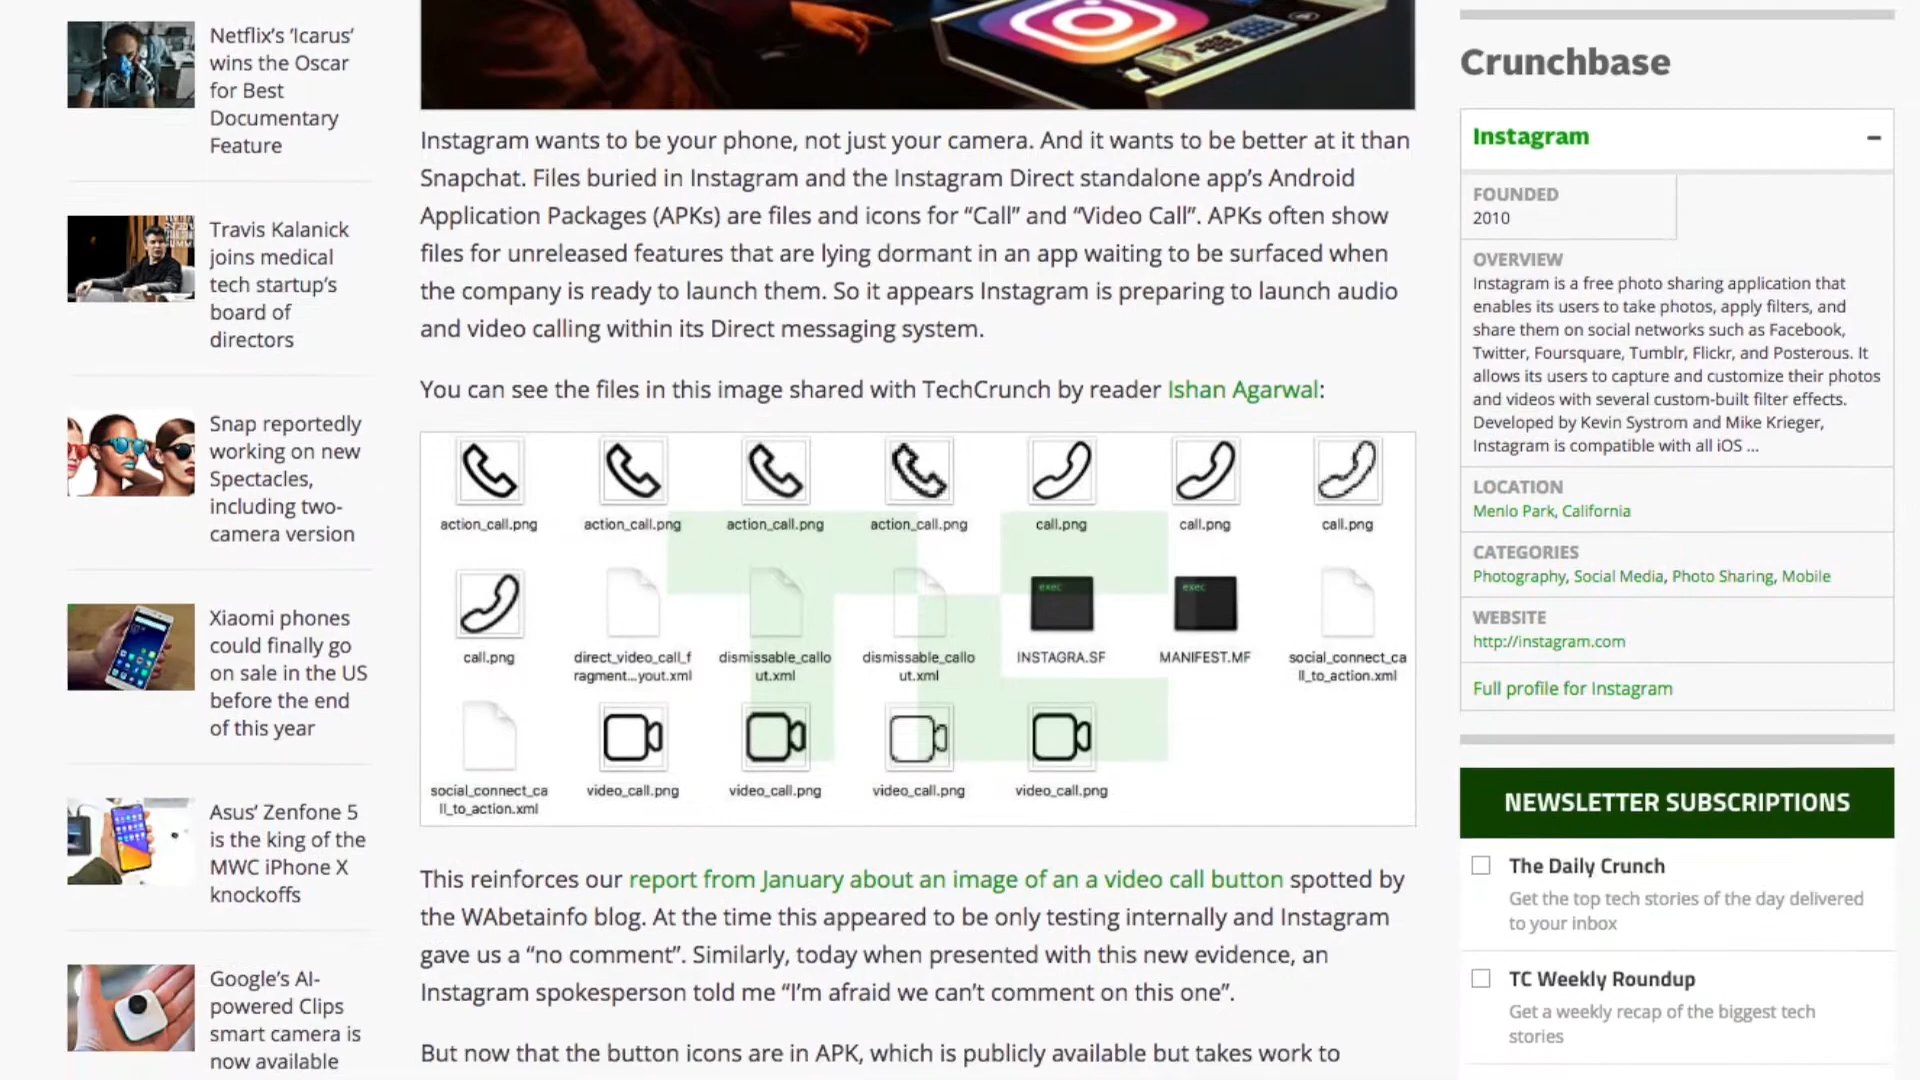 Netflix’s ‘Icarus’
wins the Oscar
for Best
Documentary
Feature
Travis Kalanick
joins medical
tech startup’s
board of
directors
Snap reportedly
working on new
Spectacles,
including two-
camera version
Xiaomi phones
could finally go
on sale in the US
before the end
of this year
Asus’ Zenfone 5
is the king of the
MWC iPhone X
knockoffs
Google’s AI-
powered Clips
smart camera is
now available
Instagram wants to be your phone, not just your camera. And it wants to be better at it than
Snapchat. Files buried in Instagram and the Instagram Direct standalone app’s Android
Application Packages (APKs) are files and icons for “Call” and “Video Call”. APKs often show
files for unreleased features that are lying dormant in an app waiting to be surfaced when
the company is ready to launch them. So it appears Instagram is preparing to launch audio
and video calling within its Direct messaging system.
You can see the files in this image shared with TechCrunch by reader Ishan Agarwal:
action_call.png action_call.png action_call.png action_call.png call.png call.png call.png
exec exec
call.png direct_video_call_f dismissable_callo dismissable_callo INSTAGRA.SF MANIFEST.MF social_connect_ca
ragment...yout.xml ut.xml ut.xml ll_to_action.xml
social_connect_ca video_call.png video_call.png video_call.png video_call.png
ll_to_action.xml
This reinforces our report from January about an image of an a video call button spotted by
the WAbetainfo blog. At the time this appeared to be only testing internally and Instagram
gave us a “no comment”. Similarly, today when presented with this new evidence, an
Instagram spokesperson told me “I’m afraid we can’t comment on this one”.
But now that the button icons are in APK, which is publicly available but takes work to
Crunchbase
Instagram –
FOUNDED
2010
OVERVIEW
Instagram is a free photo sharing application that
enables its users to take photos, apply filters, and
share them on social networks such as Facebook,
Twitter, Foursquare, Tumblr, Flickr, and Posterous. It
allows its users to capture and customize their photos
and videos with several custom-built filter effects.
Developed by Kevin Systrom and Mike Krieger,
Instagram is compatible with all iOS ...
LOCATION
Menlo Park, California
CATEGORIES
Photography, Social Media, Photo Sharing, Mobile
WEBSITE
http://instagram.com
Full profile for Instagram
NEWSLETTER SUBSCRIPTIONS
The Daily Crunch
Get the top tech stories of the day delivered
to your inbox
TC Weekly Roundup
Get a weekly recap of the biggest tech
stories